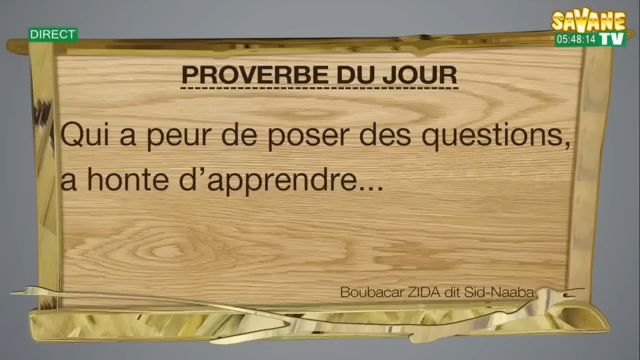 DIRECT
SAVANE
05:48:14 TV
PROVERBE DU JOUR
Qui a peur de poser des questions,
a honte d'apprendre...
Boubacar ZIDA dit Sid-Naaba